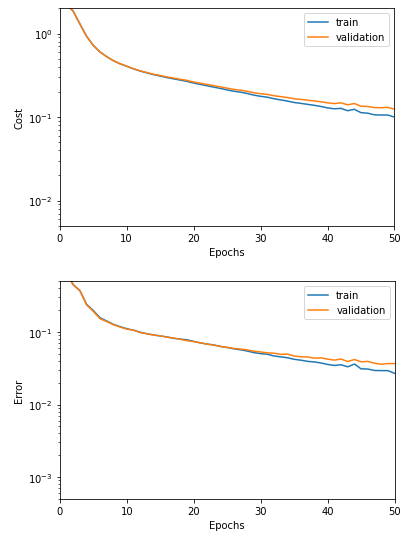 10⁰
10⁻¹
10⁻²
Cost
train
validation
0 10 20 30 40 50
Epochs
10⁻¹
10⁻²
10⁻³
Error
train
validation
0 10 20 30 40 50
Epochs